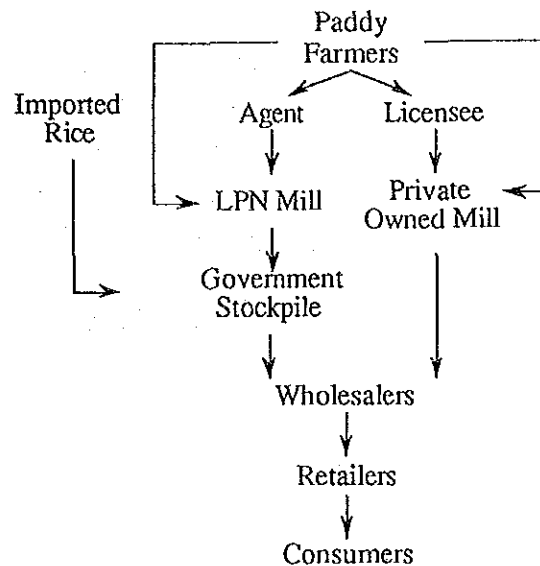 Paddy
Farmers
Imported
Rice
Agent
Licensee
LPN Mill
Private
Owned Mill
Government
Stockpile
Wholesalers
Retailers
Consumers